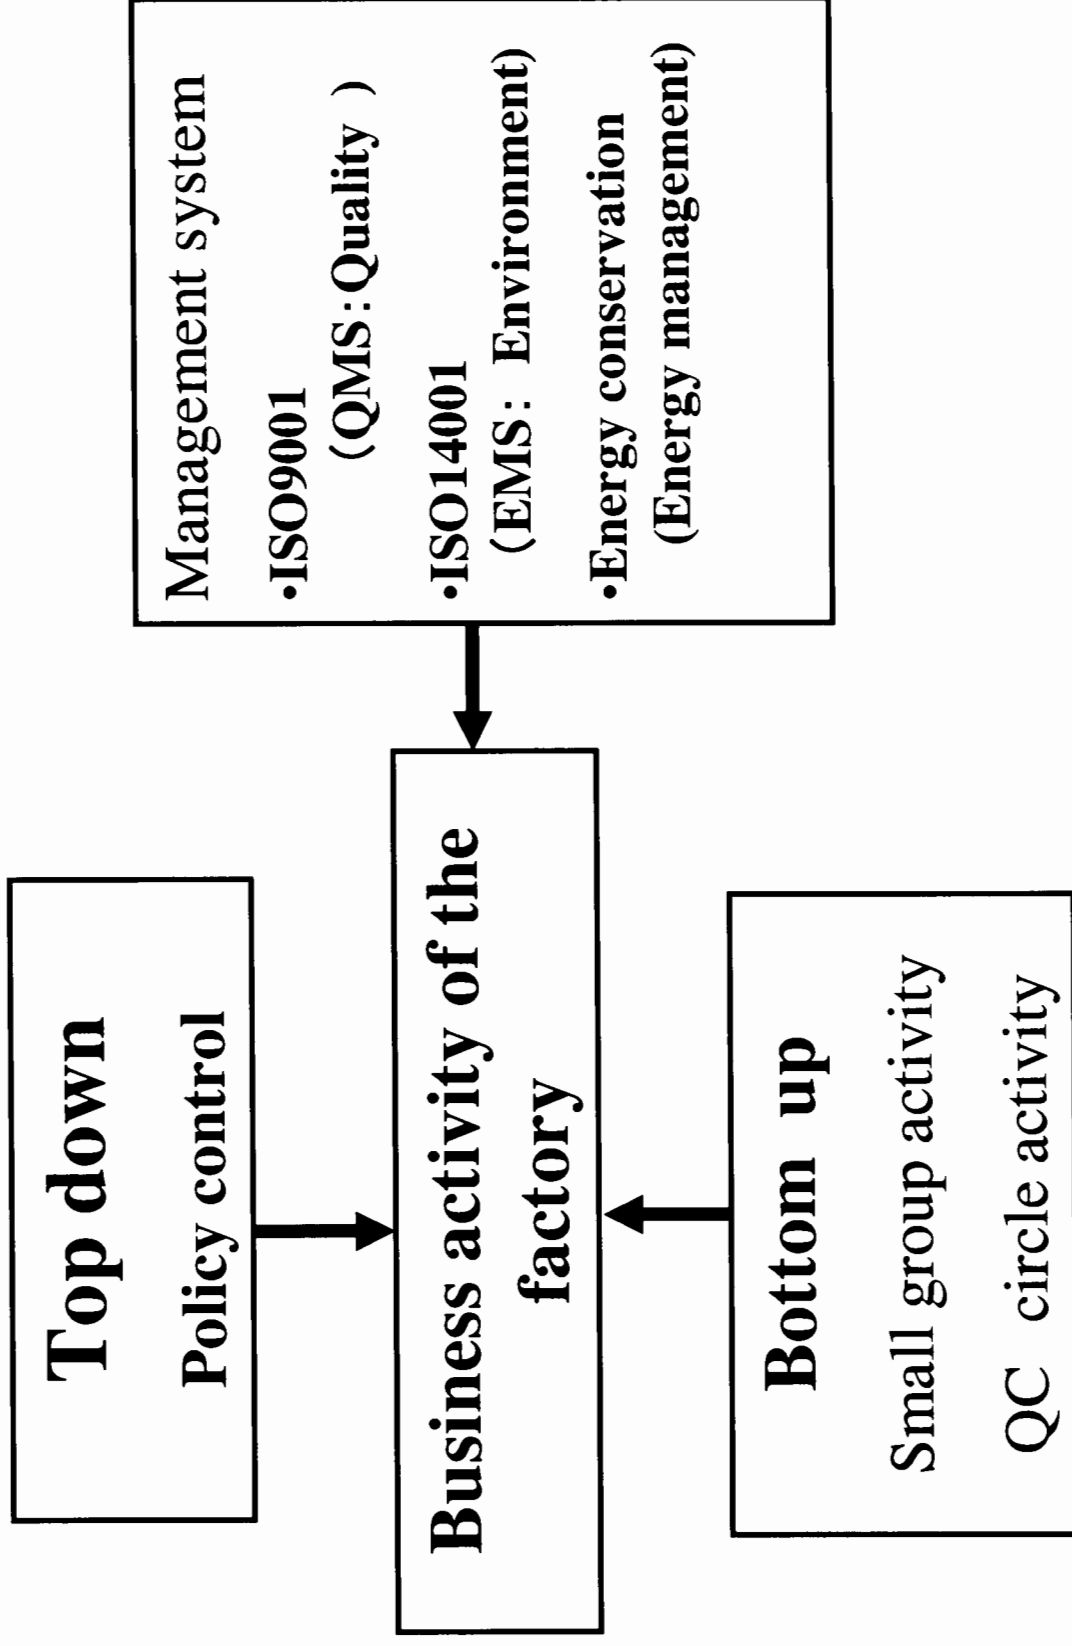 Top down
Policy control
Business activity of the
factory
Bottom up
Small group activity
QC circle activity
Management system
•ISO9001
(QMS:Quality )
•ISO14001
(EMS: Environment)
•Energy conservation
(Energy management)